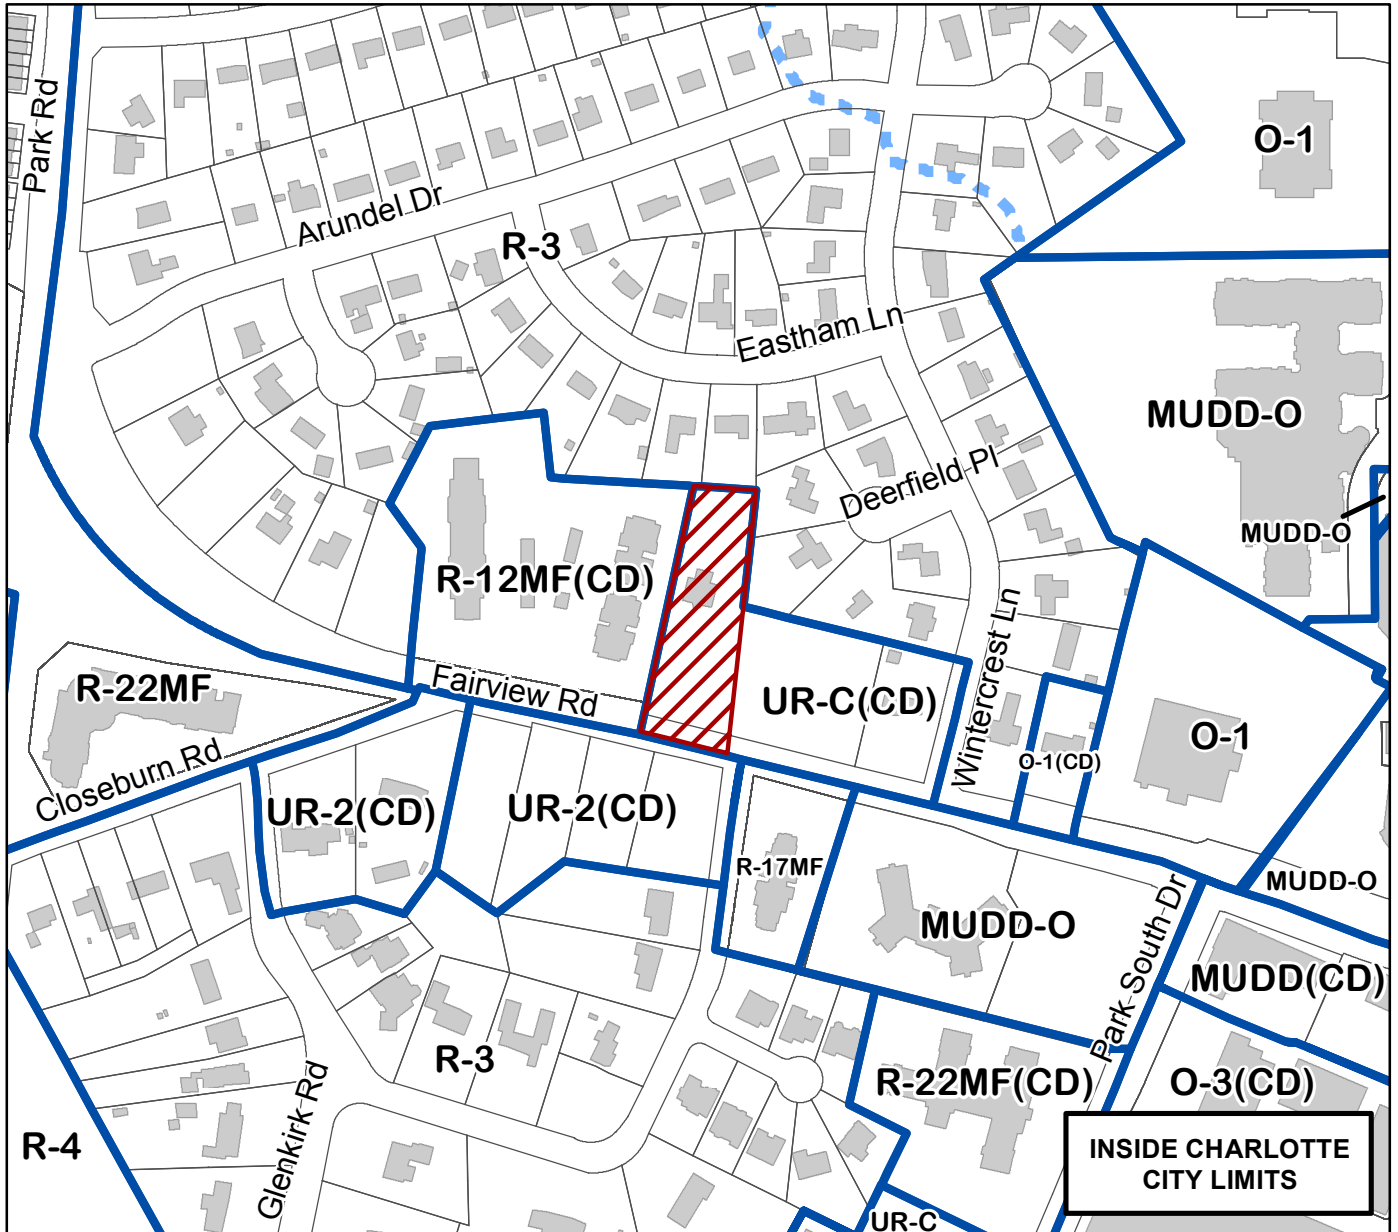 Park Rd
O-1
Arundel Dr
R-3
Eastham Ln
MUDD-O
Deerfield Pl
MUDD-O
R-12MF(CD)
Wintercrest Ln
R-22MF
Fairview Rd
UR-C(CD)
O-1
O-1(CD)
Closeburn Rd
UR-2(CD)
UR-2(CD)
R-17MF
MUDD-O
MUDD-O
Park South Dr
MUDD(CD)
R-3
R-22MF(CD)
O-3(CD)
Glenkirk Rd
R-4
INSIDE CHARLOTTE
CITY LIMITS
UR-C